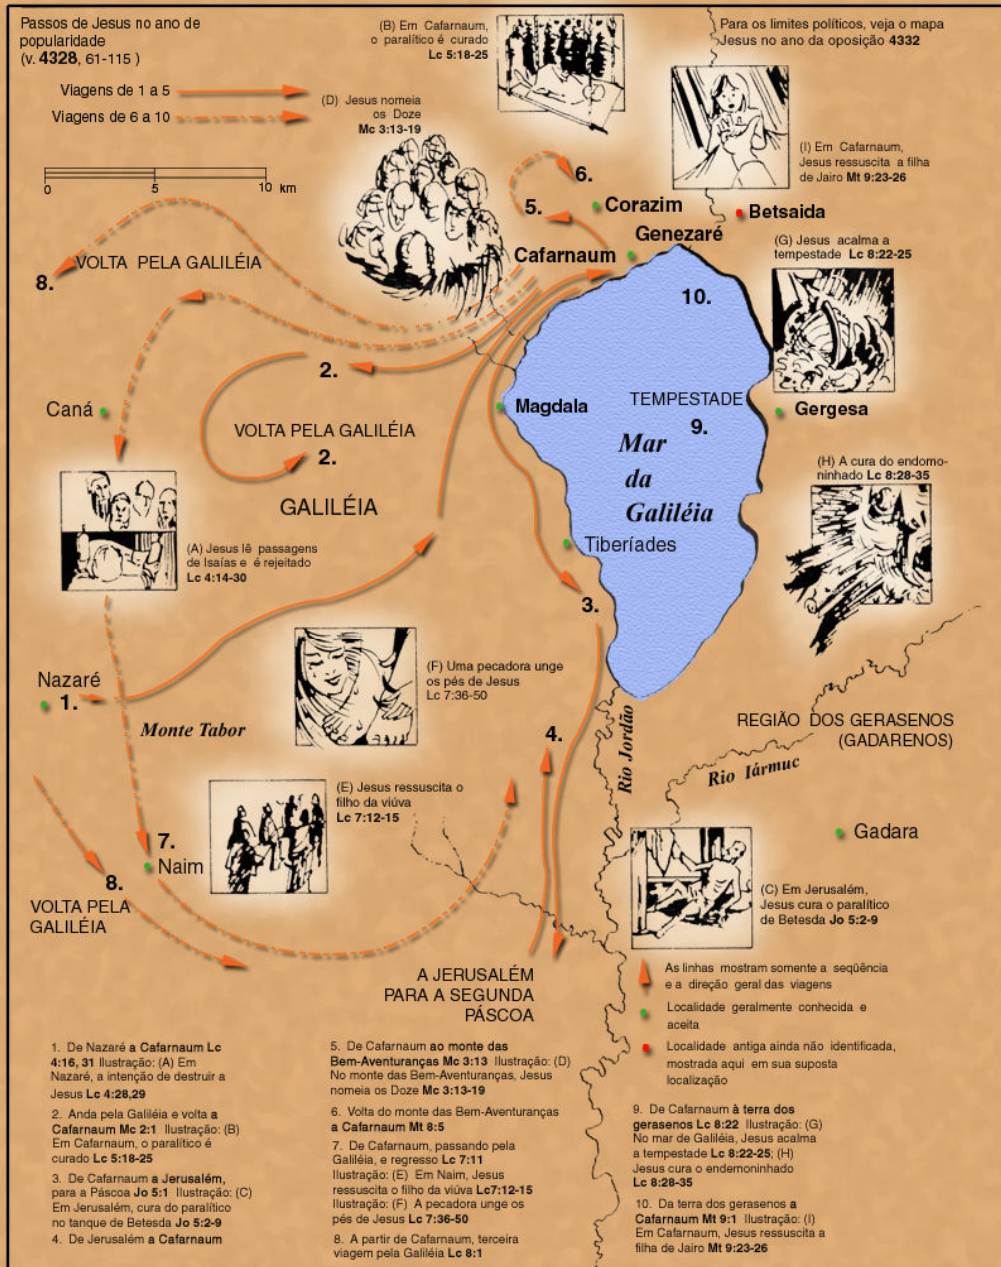 Passos de Jesus no ano de
popularidade
(v. 4328, 61-115 )
Viagens de 1 a 5
Viagens de 6 a 10
0 5 10 km
(B) Em Cafarnaum,
o paralítico é curado
Lc 5:18-25
Para os limites políticos, veja o mapa
Jesus no ano da oposição 4332
(D) Jesus nomeia
os Doze
Mc 3:13-19
(I) Em Cafarnaum,
Jesus ressuscita a filha
de Jairo Mt 9:23-26
6.
5.
Corazim
Betsaida
Genezaré
Cafarnaum
(G) Jesus acalma a
tempestade Lc 8:22-25
VOLTA PELA GALILÉIA
8.
10.
2.
Caná
Magdala
TEMPESTADE
9.
Gergesa
VOLTA PELA GALILÉIA
2.
Mar
da
Galiléia
GALILÉIA
(H) A cura do endomo-
ninhado Lc 8:28-35
(A) Jesus lê passagens
de Isaías e é rejeitado
Lc 4:14-30
Tiberíades
3.
Nazaré
1.
(F) Uma pecadora unge
os pés de Jesus
Lc 7:36-50
Monte Tabor
4.
Rio Jordão
REGIÃO DOS GERASENOS
(GADARENOS)
Rio Iármuc
(E) Jesus ressuscita o
filho da viúva
Lc 7:12-15
7.
Naim
Gadara
8.
VOLTA PELA
GALILÉIA
(C) Em Jerusalém,
Jesus cura o paralítico
de Betesda Jo 5:2-9
A JERUSALÉM
PARA A SEGUNDA
PÁSCOA
As linhas mostram somente a seqüência
e a direção geral das viagens
Localidade geralmente conhecida e
aceita
Localidade antiga ainda não identificada,
mostrada aqui em sua suposta
localização
1. De Nazaré a Cafarnaum Lc
4:16, 31 Ilustração: (A) Em
Nazaré, a intenção de destruir a
Jesus Lc 4:28,29
2. Anda pela Galiléia e volta a
Cafarnaum Mc 2:1 Ilustração: (B)
Em Cafarnaum, o paralítico é
curado Lc 5:18-25
3. De Cafarnaum a Jerusalém,
para a Páscoa Jo 5:1 Ilustração: (C)
Em Jerusalém, cura do paralítico
no tanque de Betesda Jo 5:2-9
4. De Jerusalém a Cafarnaum
5. De Cafarnaum ao monte das
Bem-Aventuranças Mc 3:13 Ilustração: (D)
No monte das Bem-Aventuranças, Jesus
nomeia os Doze Mc 3:13-19
6. Volta do monte das Bem-Aventuranças
a Cafarnaum Mt 8:5
7. De Cafarnaum, passando pela
Galiléia, e regresso Lc 7:11
Ilustração: (E) Em Naim, Jesus
ressuscita o filho da viúva Lc7:12-15
Ilustração: (F) A pecadora unge os
pés de Jesus Lc 7:36-50
8. A partir de Cafarnaum, terceira
viagem pela Galiléia Lc 8:1
9. De Cafarnaum à terra dos
gerasenos Lc 8:22 Ilustração: (G)
No mar de Galiléia, Jesus acalma
a tempestade Lc 8:22-25; (H)
Jesus cura o endemoninhado
Lc 8:28-35
10. Da terra dos gerasenos a
Cafarnaum Mt 9:1 Ilustração: (I)
Em Cafarnaum, Jesus ressuscita a
filha de Jairo Mt 9:23-26